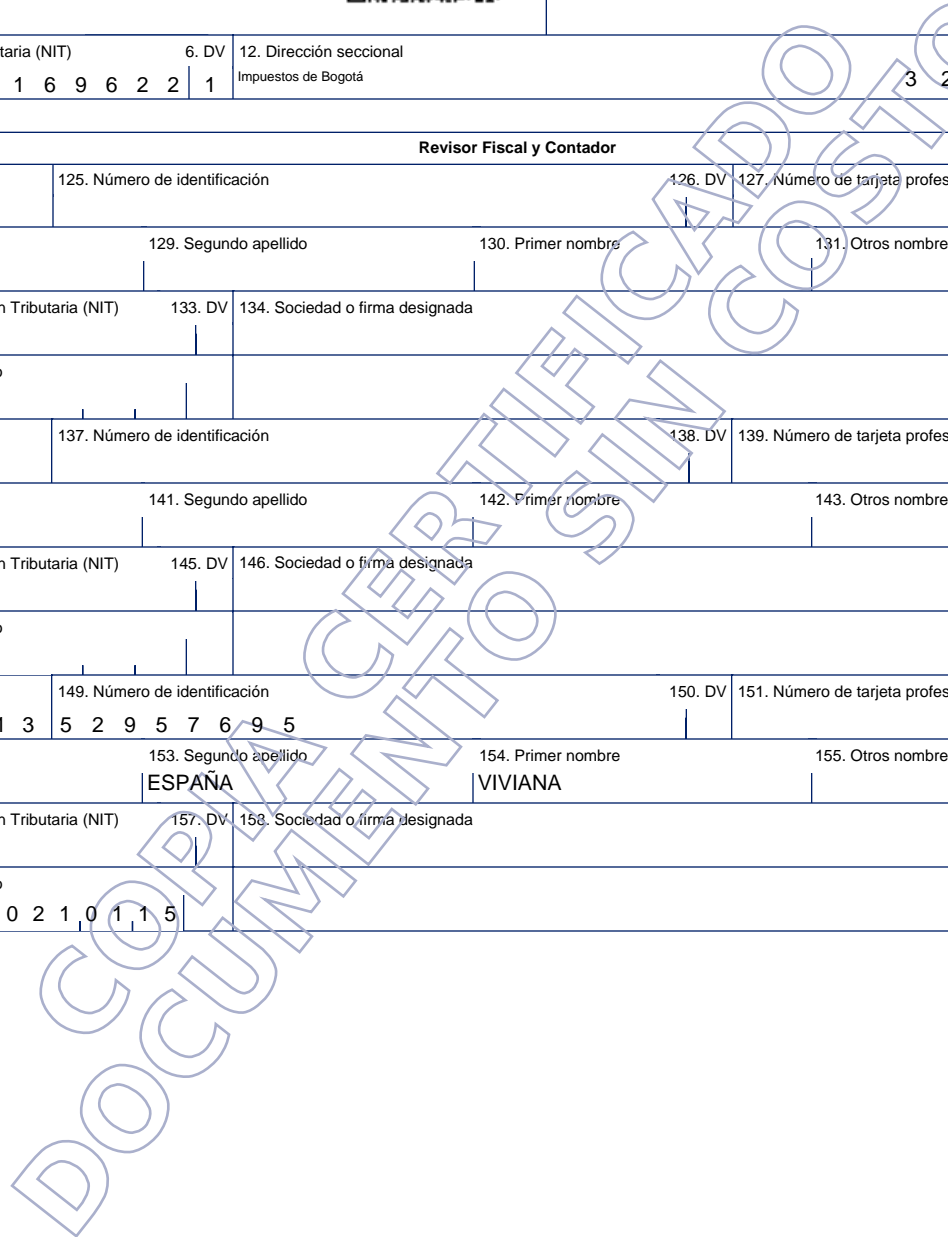 taria (NIT) 6. DV 12. Dirección seccional
1 6 9 6 2 2 1 Impuestos de Bogotá 3 2
Revisor Fiscal y Contador
125. Número de identificación 126. DV 127. Número de tarjeta profes
129. Segundo apellido 130. Primer nombre 131. Otros nombre
n Tributaria (NIT) 133. DV 134. Sociedad o firma designada
o
137. Número de identificación 138. DV 139. Número de tarjeta profes
141. Segundo apellido 142. Primer nombre 143. Otros nombre
n Tributaria (NIT) 145. DV 146. Sociedad o firma designada
o
149. Número de identificación 150. DV 151. Número de tarjeta profes
1 3 5 2 9 5 7 6 9 5
153. Segundo apellido 154. Primer nombre 155. Otros nombre
ESPAÑA VIVIANA
n Tributaria (NIT) 157. DV 158. Sociedad o firma designada
o
0 2 1 0 1 1 5
COPIA CERTIFICADO
DOCUMENTO SIN COSTO